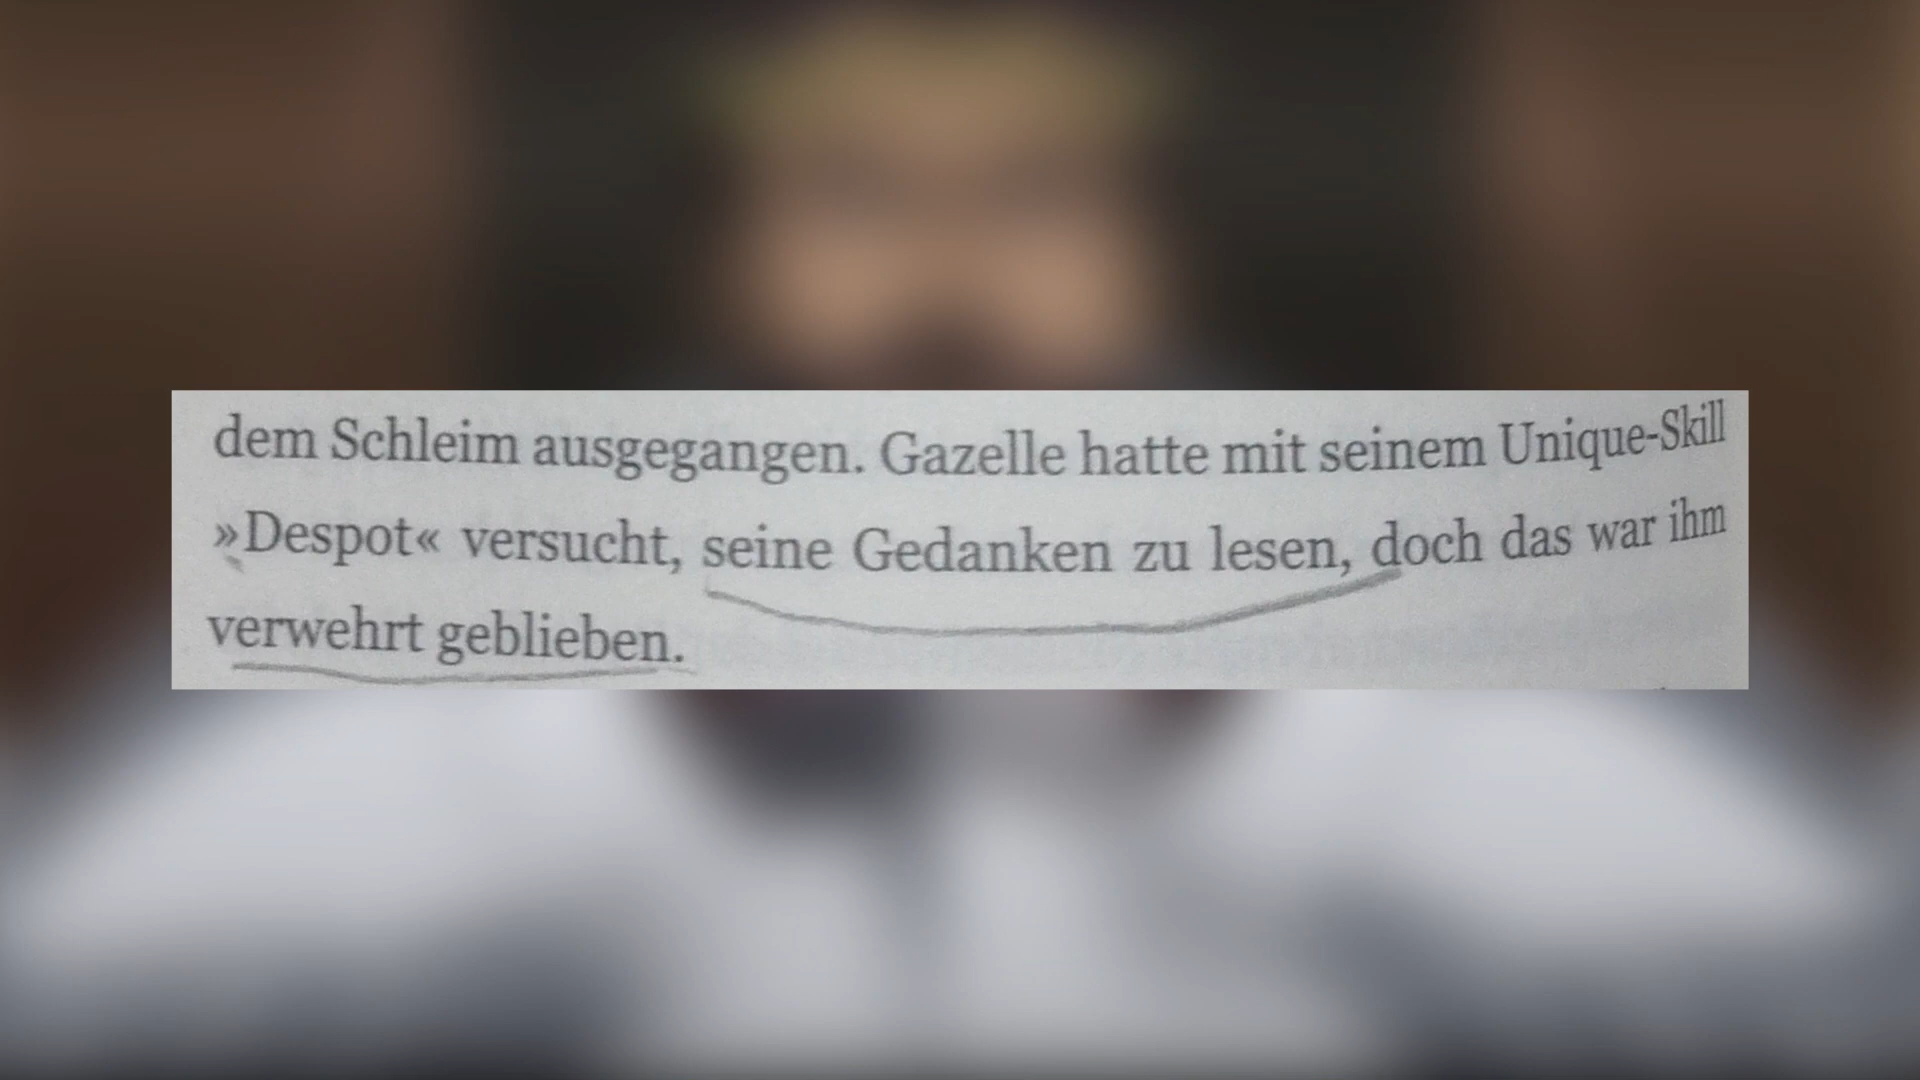 dem Schleim ausgegangen. Gazelle hatte mit seinem Unique-Skill
»Despot« versucht, seine Gedanken zu lesen, doch das war ihm
verwehrt geblieben.